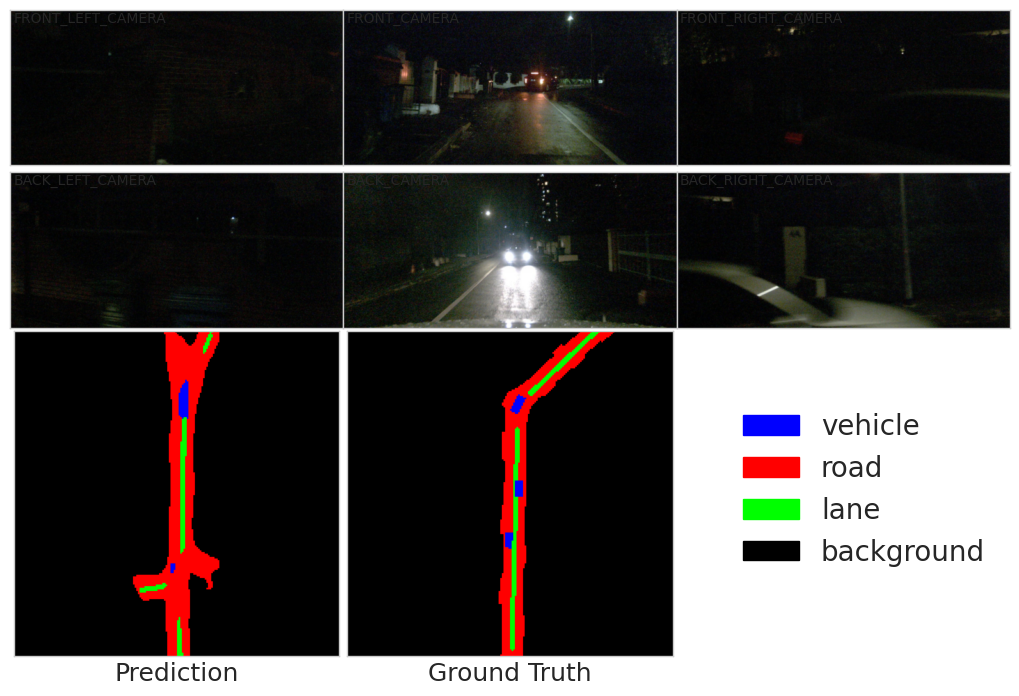 FRONT_LEFT_CAMERA
FRONT_CAMERA
FRONT_RIGHT_CAMERA
BACK_LEFT_CAMERA
BACK_CAMERA
BACK_RIGHT_CAMERA
vehicle
road
lane
background
Prediction
Ground Truth